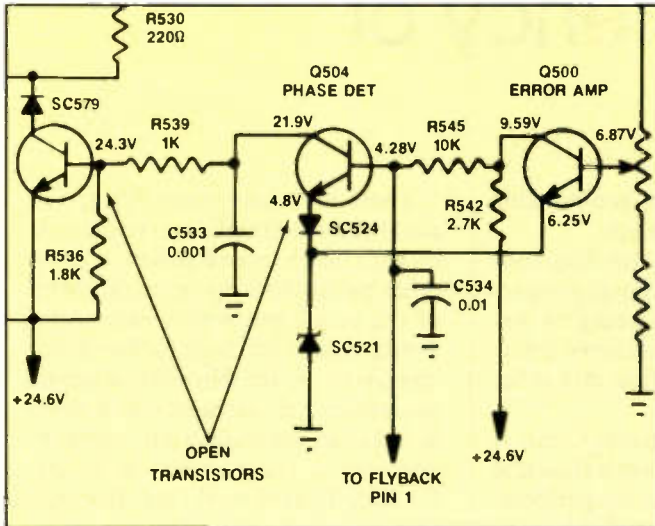 R530
220Ω
SC579
Q504
PHASE DET
Q500
ERROR AMP
24.3V
R539
1K
21.9V
4.28V
R545
10K
9.59V
6.87V
R536
1.8K
C533
0.001
4.8V
SC524
R542
2.7K
6.25V
C534
0.01
SC521
+24.6V
OPEN
TRANSISTORS
TO FLYBACK
PIN 1
+24.6V